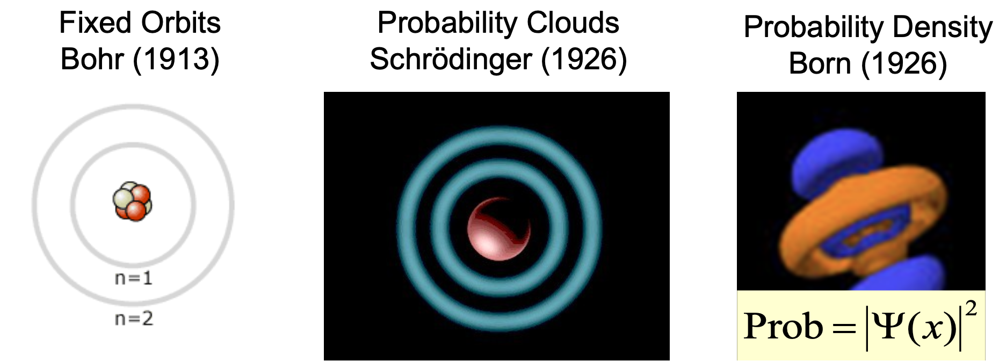 Fixed Orbits
Bohr (1913)
Probability Clouds
Schrödinger (1926)
Probability Density
Born (1926)
n=1
n=2
Prob = |Ψ(x)|²